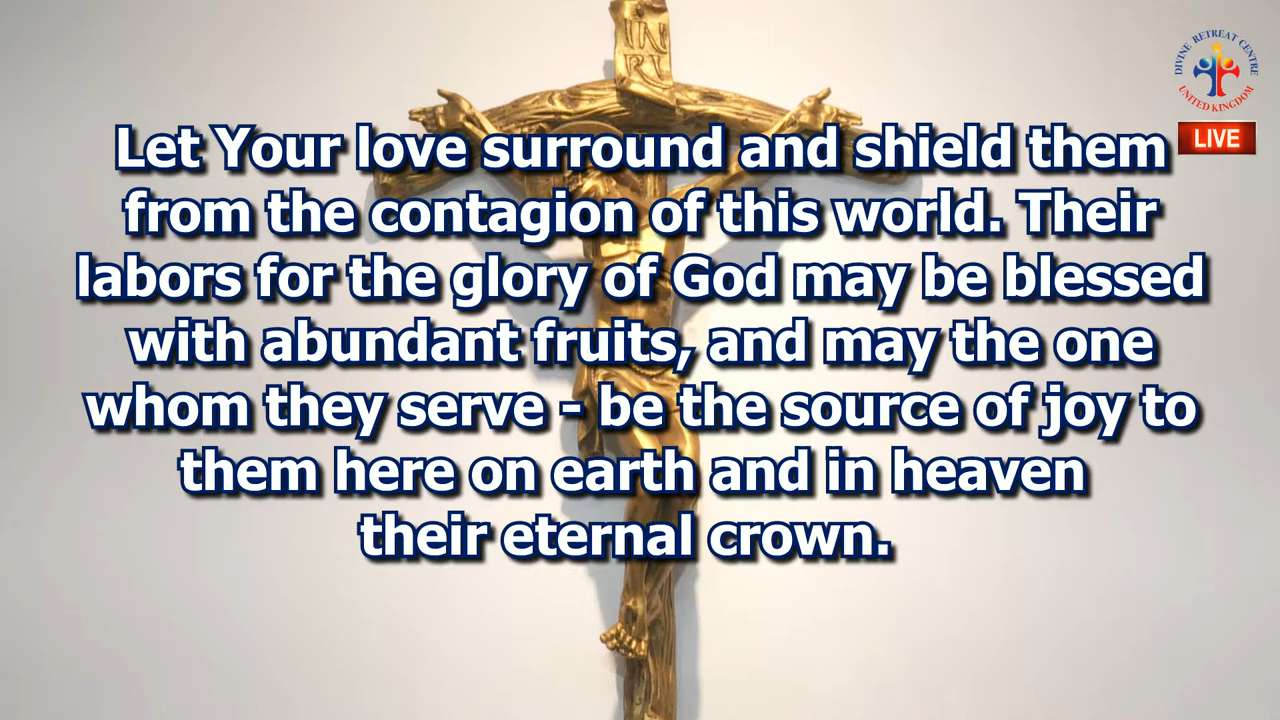 IN
RI
DIVINE RETREAT CENTRE
UNITED KINGDOM
LIVE
Let Your love surround and shield them
from the contagion of this world. Their
labors for the glory of God may be blessed
with abundant fruits, and may the one
whom they serve - be the source of joy to
them here on earth and in heaven
their eternal crown.